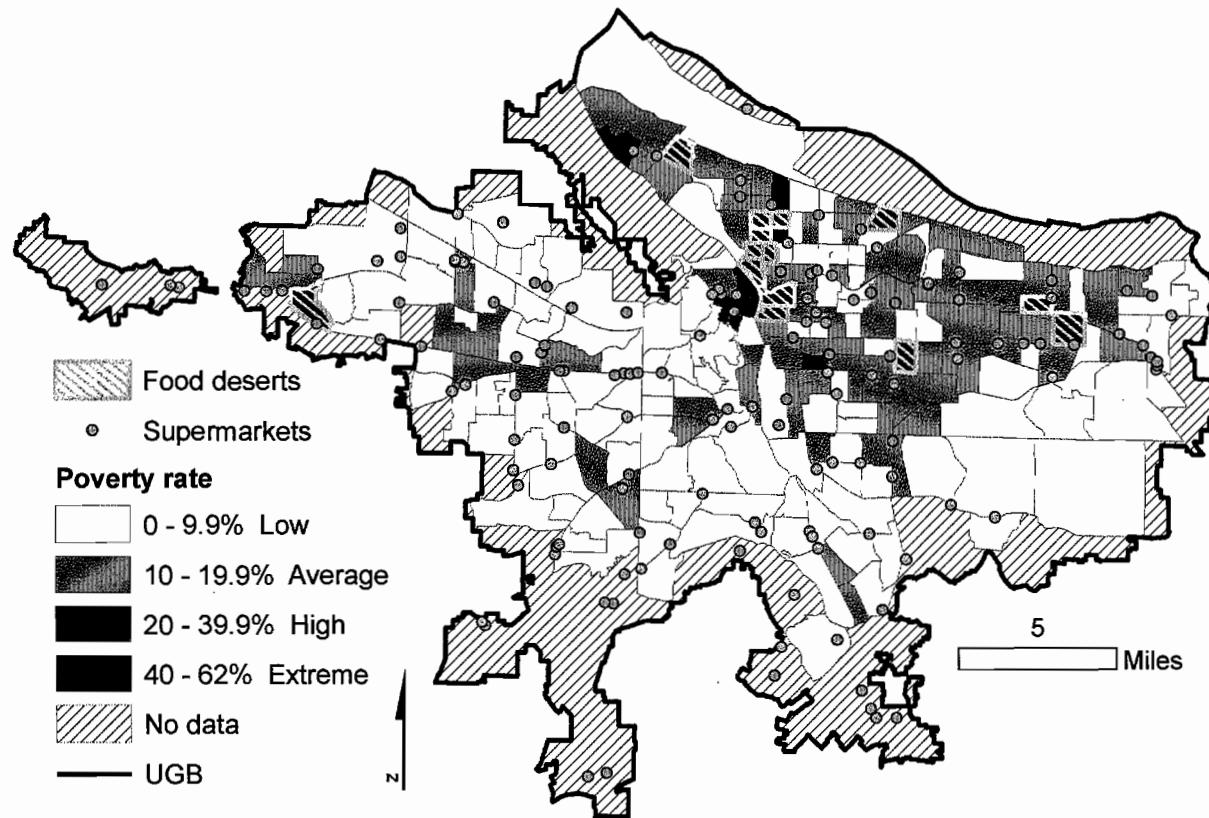 Food deserts
Supermarkets
Poverty rate
0 - 9.9% Low
10 - 19.9% Average
20 - 39.9% High
40 - 62% Extreme
No data
UGB
N
5
Miles